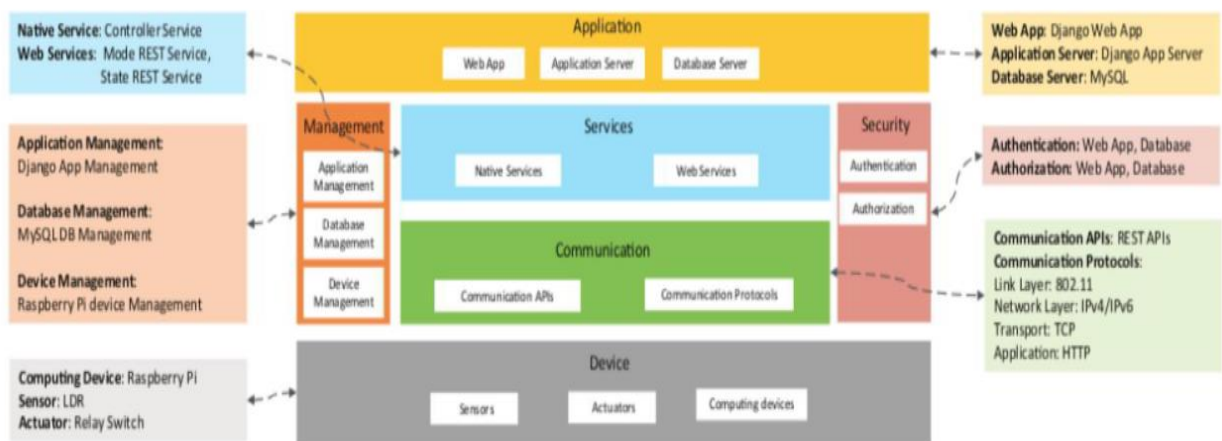 Native Service: Controller Service
Web Services: Mode REST Service,
State REST Service
Application Management:
Django App Management
Database Management:
MySQL DB Management
Device Management:
Raspberry Pi device Management
Computing Device: Raspberry Pi
Sensor: LDR
Actuator: Relay Switch
Application
Web App
Application Server
Database Server
Management
Application
Management
Database
Management
Device
Management
Services
Native Services
Web Services
Communication
Communication APIs
Communication Protocols
Security
Authentication
Authorization
Device
Sensors
Actuators
Computing devices
Web App: Django Web App
Application Server: Django App Server
Database Server: MySQL
Authentication: Web App, Database
Authorization: Web App, Database
Communication APIs: REST APIs
Communication Protocols:
Link Layer: 802.11
Network Layer: IPv4/IPv6
Transport: TCP
Application: HTTP